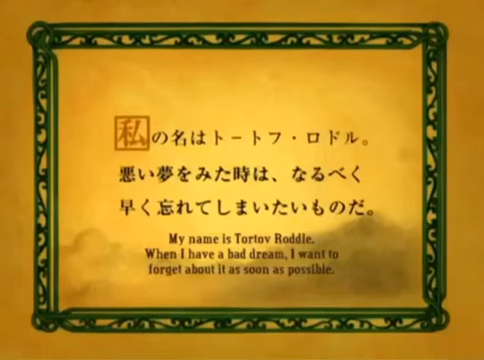 私の名はトートフ・ロドル。
悪い夢をみた時は、なるべく
早く忘れてしまいたいものだ。
My name is Tortov Roddle.
When I have a bad dream, I want to
forget about it as soon as possible.